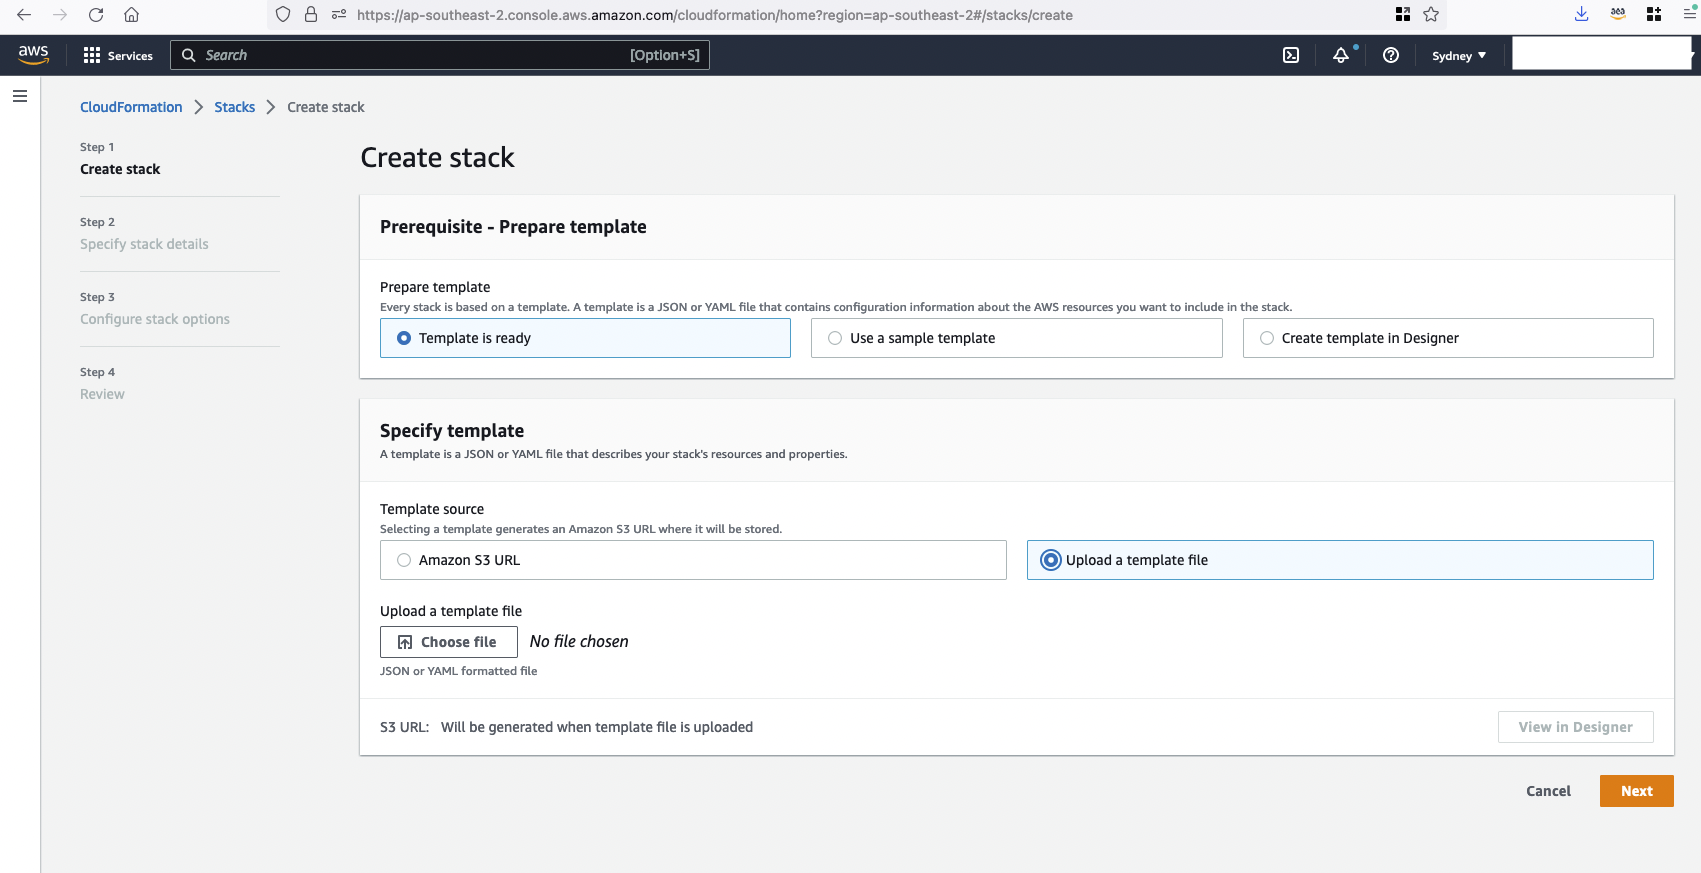 https://ap-southeast-2.console.aws.amazon.com/cloudformation/home?region=ap-southeast-2#/stacks/create
aws Services Search [Option+S] Sydney
CloudFormation Stacks Create stack
Step 1
Create stack
Step 2
Specify stack details
Step 3
Configure stack options
Step 4
Review
Create stack
Prerequisite - Prepare template
Prepare template
Every stack is based on a template. A template is a JSON or YAML file that contains configuration information about the AWS resources you want to include in the stack.
Template is ready Use a sample template Create template in Designer
Specify template
A template is a JSON or YAML file that describes your stack's resources and properties.
Template source
Selecting a template generates an Amazon S3 URL where it will be stored.
Amazon S3 URL Upload a template file
Upload a template file
Choose file No file chosen
JSON or YAML formatted file
S3 URL: Will be generated when template file is uploaded View in Designer
Cancel Next